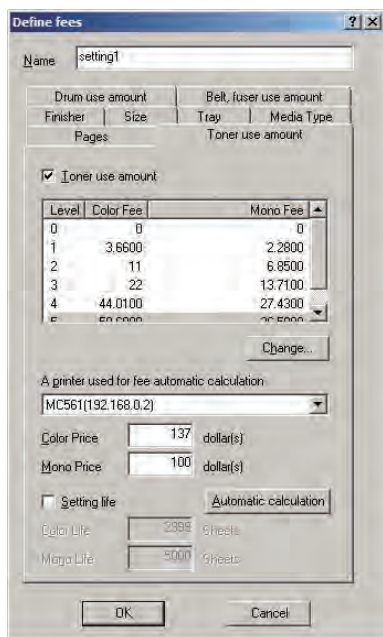 Define fees
Name setting1
Drum use amount Belt, fuser use amount
Finisher Size Tray Media Type
Pages Toner use amount
Toner use amount
Level Color Fee Mono Fee
0 0 0
1 3.6600 2.2800
2 11 6.8500
3 22 13.7100
4 44.0100 27.4300
Change...
A printer used for fee automatic calculation
MC561(192.168.0.2)
Color Price 137 dollar(s)
Mono Price 100 dollar(s)
Setting life Automatic calculation
Color Life Sheets
Mono Life 5000 Sheets
OK Cancel